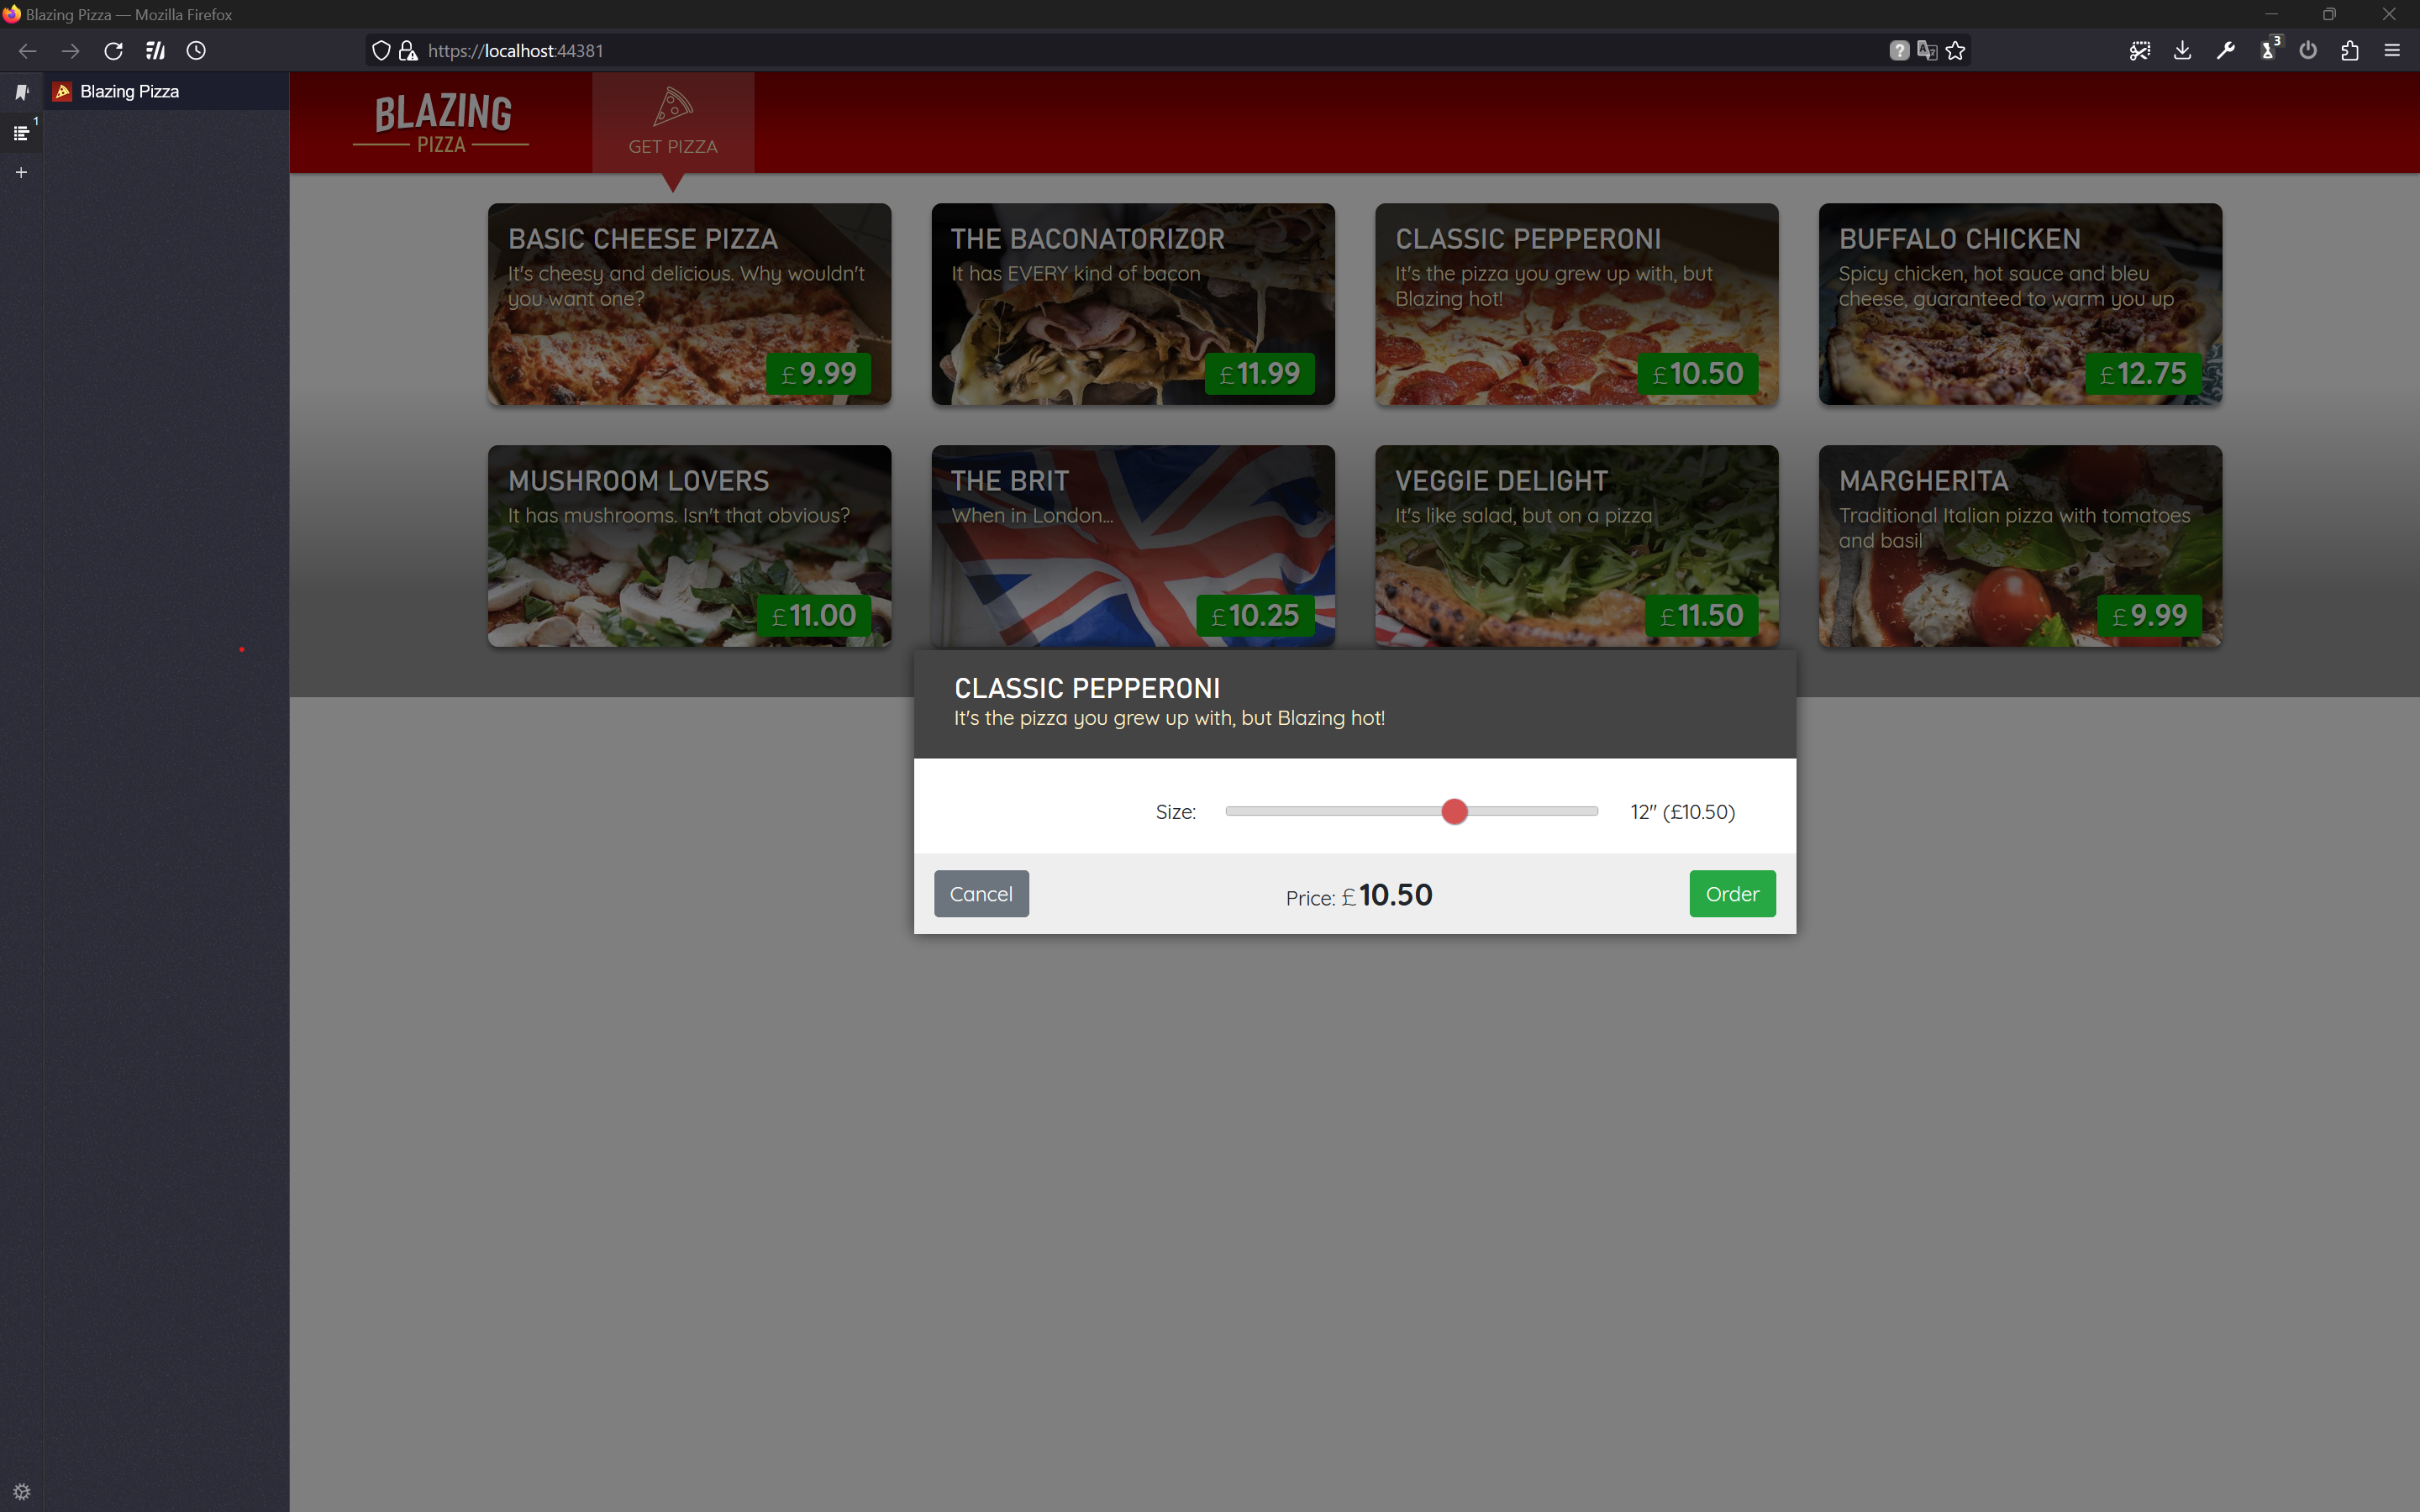 Blazing Pizza — Mozilla Firefox
https://localhost:44381
3
Blazing Pizza
1
BLAZING
PIZZA
GET PIZZA
BASIC CHEESE PIZZA
It's cheesy and delicious. Why wouldn't
you want one?
£9.99
THE BACONATORIZOR
It has EVERY kind of bacon
£11.99
CLASSIC PEPPERONI
It's the pizza you grew up with, but
Blazing hot!
£10.50
BUFFALO CHICKEN
Spicy chicken, hot sauce and bleu
cheese, guaranteed to warm you up
£12.75
MUSHROOM LOVERS
It has mushrooms. Isn't that obvious?
£11.00
THE BRIT
When in London...
£10.25
VEGGIE DELIGHT
It's like salad, but on a pizza
£11.50
MARGHERITA
Traditional Italian pizza with tomatoes
and basil
£9.99
CLASSIC PEPPERONI
It's the pizza you grew up with, but Blazing hot!
Size: 12" (£10.50)
Cancel Price: £10.50 Order